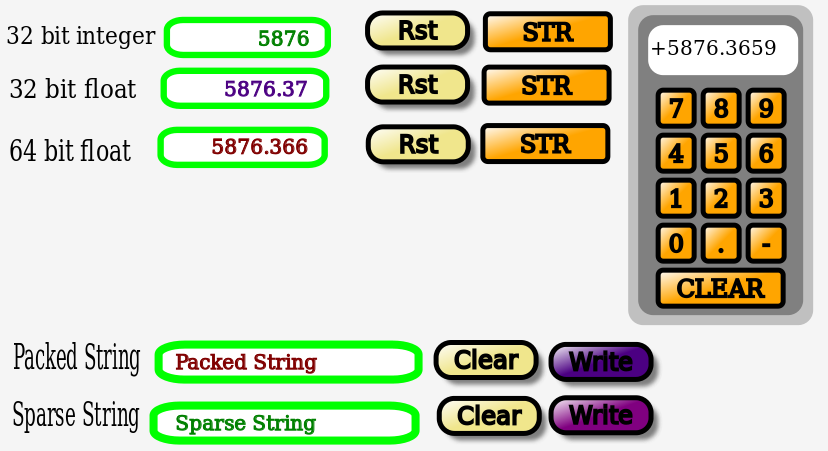 32 bit integer 5876 Rst STR
+5876.3659
32 bit float 5876.37 Rst STR
64 bit float 5876.366 Rst STR
7 8 9
4 5 6
1 2 3
0 . -
CLEAR
Packed String Packed String Clear Write
Sparse String Sparse String Clear Write